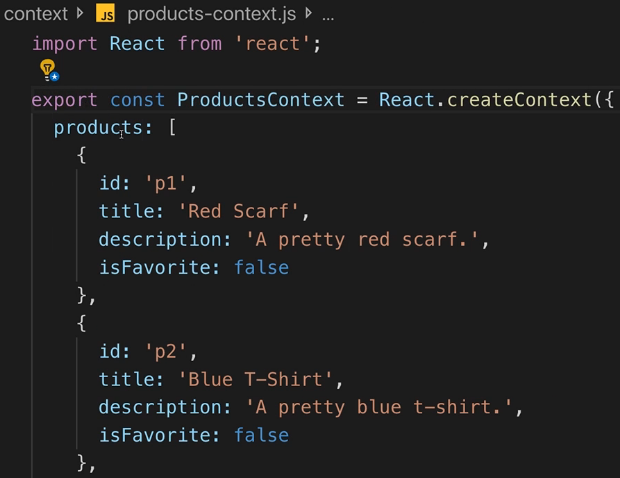 context > JS products-context.js > ...
import React from 'react';
export const ProductsContext = React.createContext({
  products: [
    {
      id: 'p1',
      title: 'Red Scarf',
      description: 'A pretty red scarf.',
      isFavorite: false
    },
    {
      id: 'p2',
      title: 'Blue T-Shirt',
      description: 'A pretty blue t-shirt.',
      isFavorite: false
    },